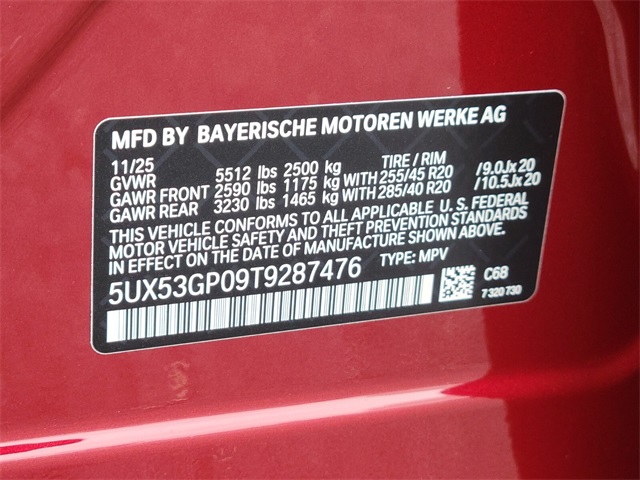 MFD BY BAYERISCHE MOTOREN WERKE AG
11/25 TIRE / RIM
GVWR 5512 lbs 2500 kg
GAWR FRONT 2590 lbs 1175 kg WITH 255/45 R20 /9.0Jx20
GAWR REAR 3230 lbs 1465 kg WITH 285/40 R20 /10.5Jx20
THIS VEHICLE CONFORMS TO ALL APPLICABLE U.S. FEDERAL
MOTOR VEHICLE SAFETY AND THEFT PREVENTION STANDARDS
IN EFFECT ON THE DATE OF MANUFACTURE SHOWN ABOVE.
5UX53GP09T9287476 TYPE: MPV
C68
7 320 730